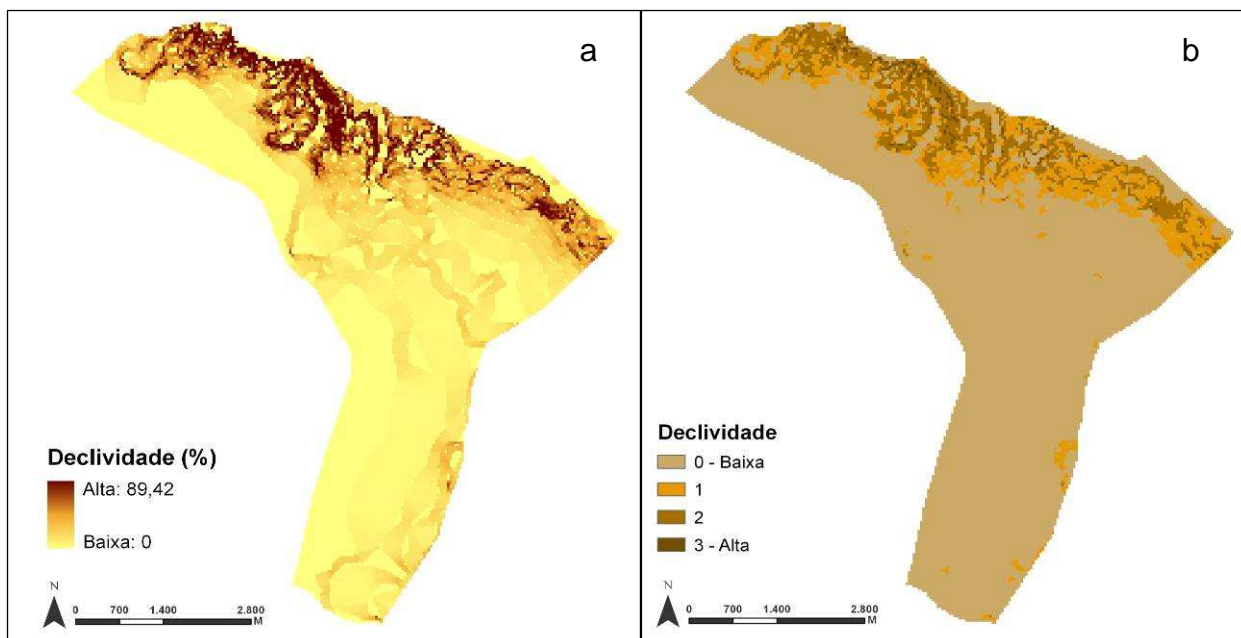 a
Declividade (%)
Alta: 89,42
Baixa: 0
N
0 700 1.400 2.800
M
b
Declividade
0 - Baixa
1
2
3 - Alta
N
0 700 1.400 2.800
M